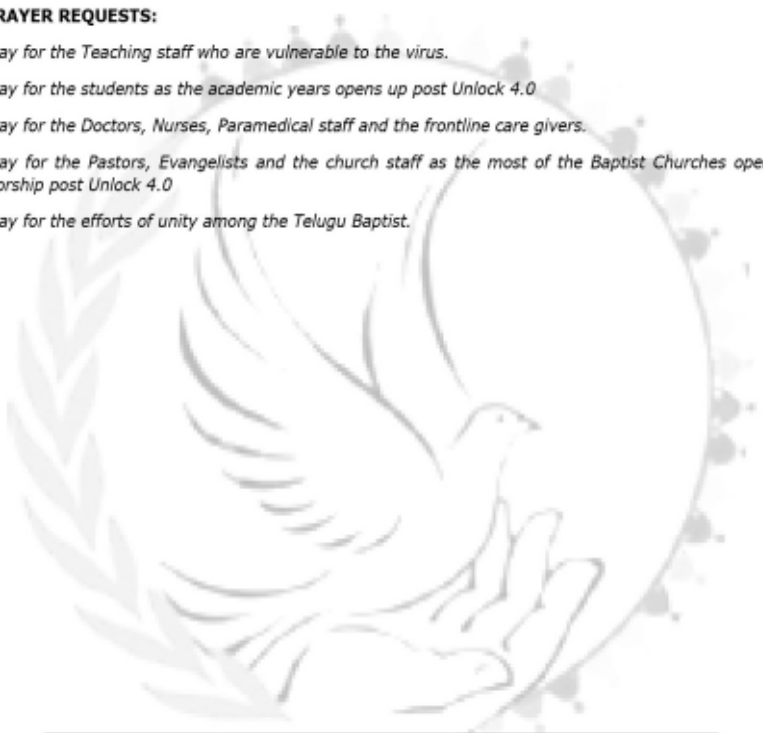 RAYER REQUESTS:
ay for the Teaching staff who are vulnerable to the virus.
ay for the students as the academic years opens up post Unlock 4.0
ay for the Doctors, Nurses, Paramedical staff and the frontline care givers.
ay for the Pastors, Evangelists and the church staff as the most of the Baptist Churches ope
orship post Unlock 4.0
ay for the efforts of unity among the Telugu Baptist.